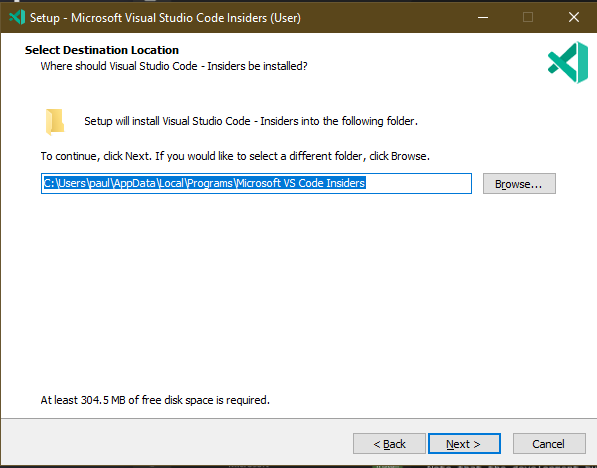 Setup - Microsoft Visual Studio Code Insiders (User)
Select Destination Location
Where should Visual Studio Code - Insiders be installed?
Setup will install Visual Studio Code - Insiders into the following folder.
To continue, click Next. If you would like to select a different folder, click Browse.
C:\Users\paul\AppData\Local\Programs\Microsoft VS Code Insiders
Browse...
At least 304.5 MB of free disk space is required.
< Back
Next >
Cancel